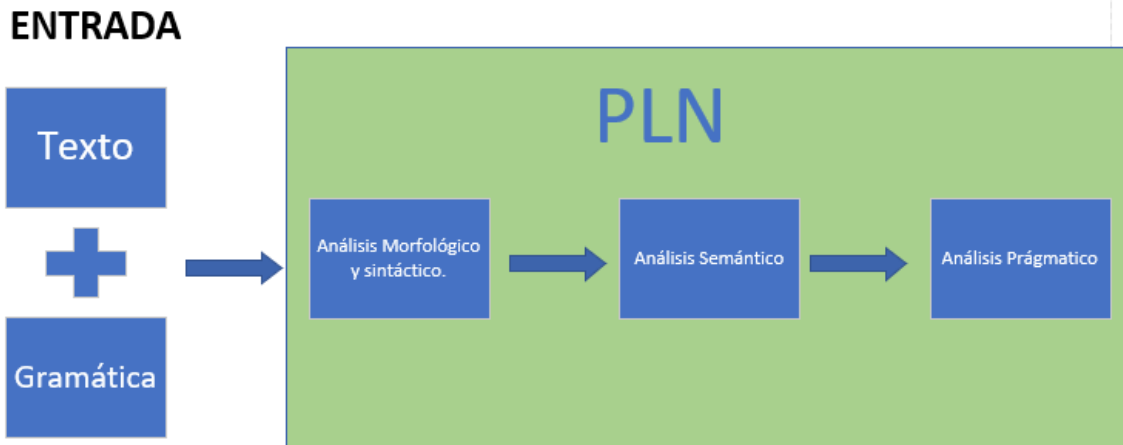 ENTRADA
Texto
Gramática
PLN
Análisis Morfológico
y sintáctico.
Análisis Semántico
Análisis Prágmatico